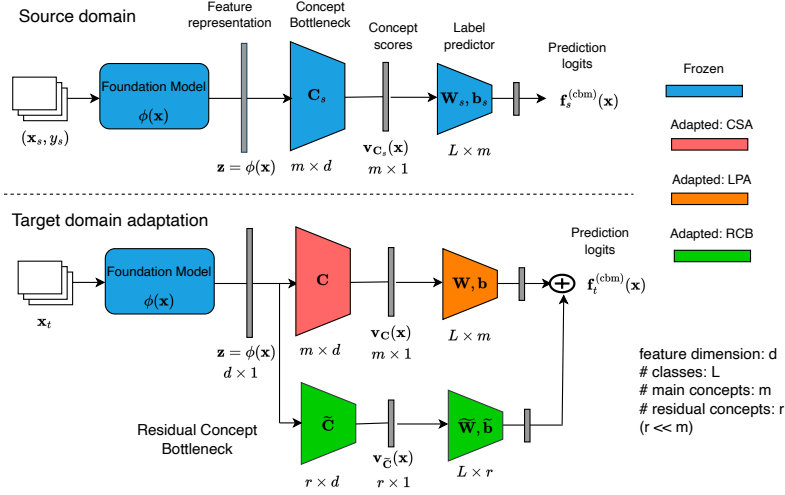 Source domain
Feature
representation
Concept
Bottleneck
Concept
scores
Label
predictor
Prediction
logits
Foundation Model
ϕ(x)
C_s
W_s, b_s
f_s^(cbm)(x)
(x_s, y_s)
z = ϕ(x)
m × d
v_{C_s}(x)
m × 1
L × m
Frozen
Adapted: CSA
Adapted: LPA
Adapted: RCB
Target domain adaptation
Prediction
logits
Foundation Model
ϕ(x)
C
W, b
f_t^(cbm)(x)
x_t
z = ϕ(x)
d × 1
m × d
v_C(x)
m × 1
L × m
Residual Concept
Bottleneck
C̃
W̃, b̃
r × d
v_C̃(x)
r × 1
L × r
feature dimension: d
# classes: L
# main concepts: m
# residual concepts: r
(r << m)